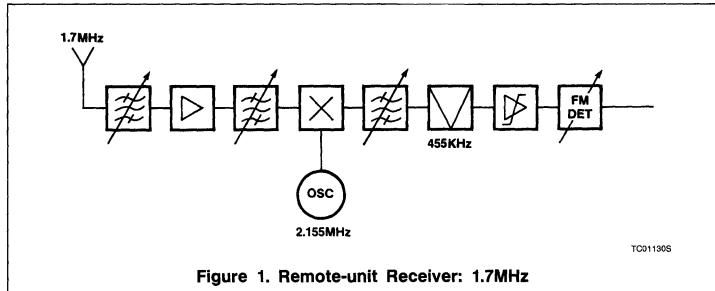 1.7MHz
FM
DET
455KHz
OSC
2.155MHz
TC01130S
Figure 1. Remote-unit Receiver: 1.7MHz